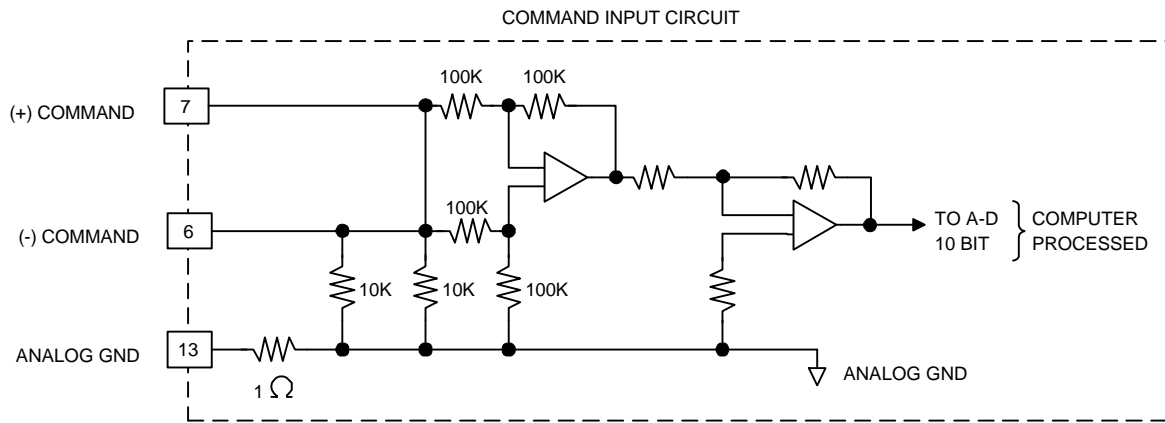 COMMAND INPUT CIRCUIT
100K
100K
(+) COMMAND
7
100K
(-) COMMAND
6
TO A-D
10 BIT
COMPUTER
PROCESSED
10K
10K
100K
ANALOG GND
13
1 Ω
ANALOG GND